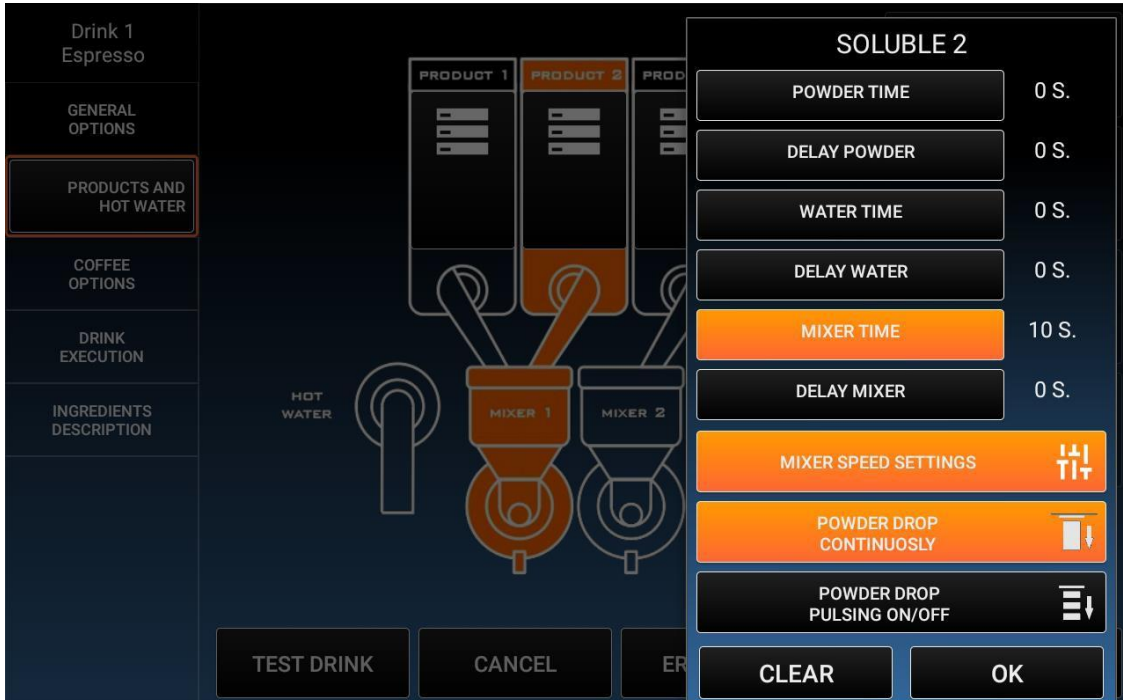 Drink 1
Espresso
GENERAL
OPTIONS
PRODUCTS AND
HOT WATER
COFFEE
OPTIONS
DRINK
EXECUTION
INGREDIENTS
DESCRIPTION
PRODUCT 1
PRODUCT 2
PROD
HOT
WATER
MIXER 1
MIXER 2
TEST DRINK
CANCEL
ER
SOLUBLE 2
POWDER TIME 0 S.
DELAY POWDER 0 S.
WATER TIME 0 S.
DELAY WATER 0 S.
MIXER TIME 10 S.
DELAY MIXER 0 S.
MIXER SPEED SETTINGS
POWDER DROP
CONTINUOSLY
POWDER DROP
PULSING ON/OFF
CLEAR
OK